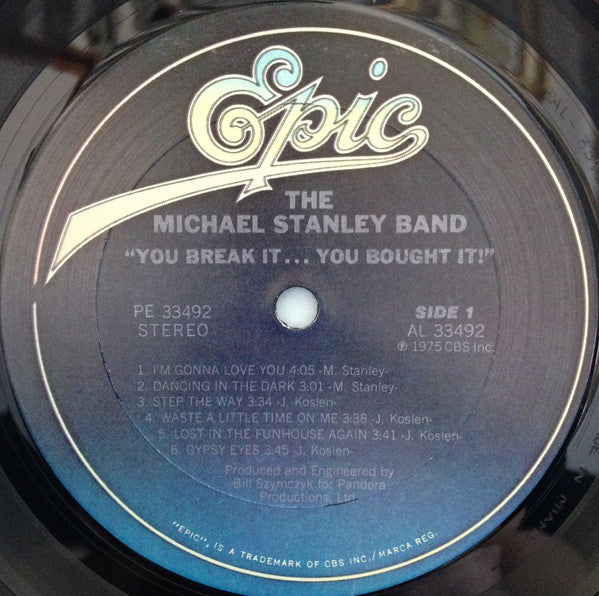 Epic
THE
MICHAEL STANLEY BAND
"YOU BREAK IT... YOU BOUGHT IT!"
PE 33492
STEREO
SIDE 1
AL 33492
℗ 1975 CBS Inc.
1. I'M GONNA LOVE YOU 4:05 -M. Stanley-
2. DANCING IN THE DARK 3:01 -M. Stanley-
3. STEP THE WAY 3:34 -J. Koslen-
4. WASTE A LITTLE TIME ON ME 3:38 -J. Koslen-
5. LOST IN THE FUNHOUSE AGAIN 3:41 -J. Koslen-
6. GYPSY EYES 3:45 -J. Koslen-
Produced and Engineered by
Bill Szymczyk for Pandora
Productions, Ltd.
"EPIC", IS A TRADEMARK OF CBS INC./MARCA REG.